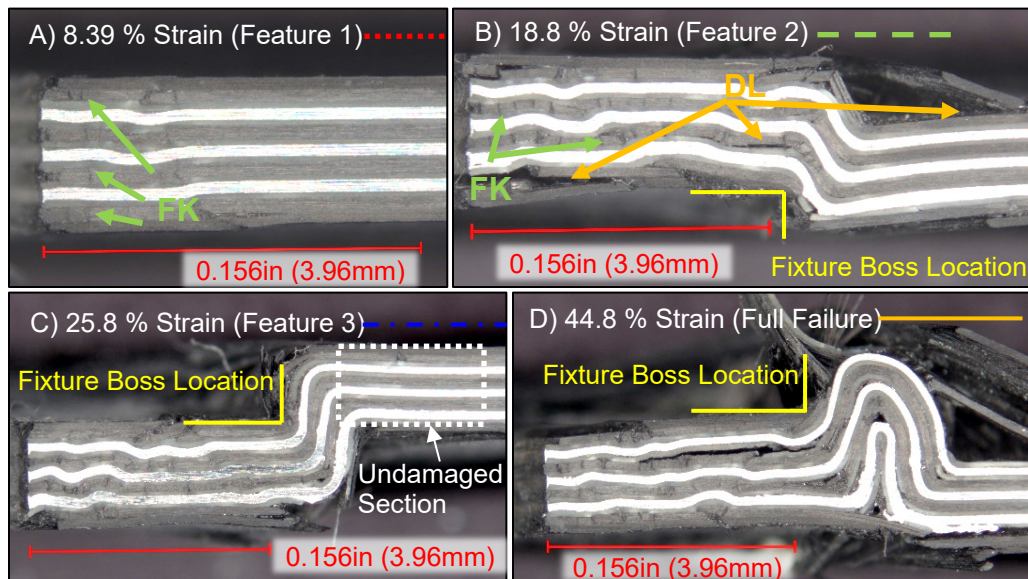 A) 8.39 % Strain (Feature 1)
FK
0.156in (3.96mm)
B) 18.8 % Strain (Feature 2)
DL
FK
0.156in (3.96mm)
Fixture Boss Location
C) 25.8 % Strain (Feature 3)
Fixture Boss Location
Undamaged
Section
0.156in (3.96mm)
D) 44.8 % Strain (Full Failure)
Fixture Boss Location
0.156in (3.96mm)